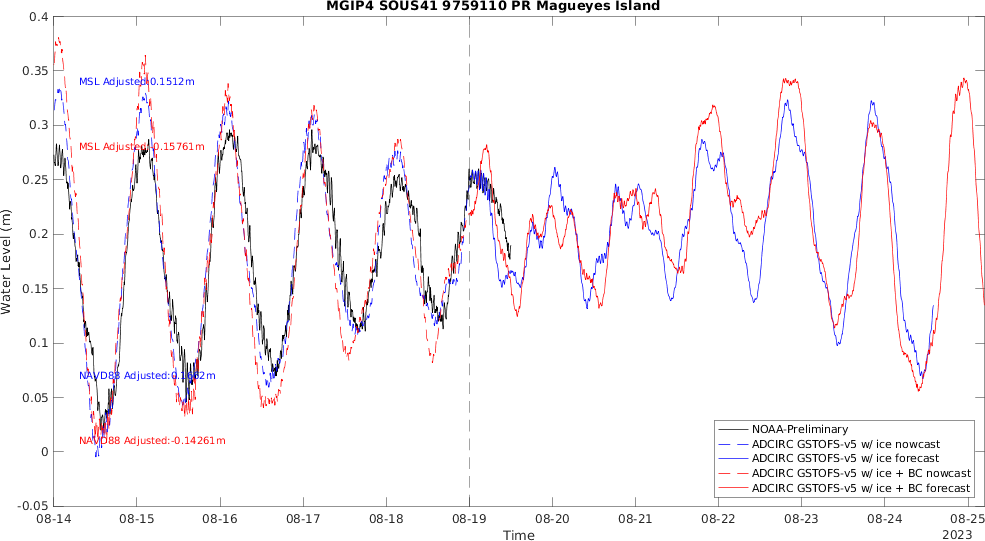 MGIP4 SOUS41 9759110 PR Magueyes Island
0.4
0.35
0.3
0.25
0.2
0.15
0.1
0.05
0
-0.05
Water Level (m)
MSL Adjusted:0.1512m
MSL Adjusted:-0.15761m
NAVD88 Adjusted:0.1662m
NAVD88 Adjusted:-0.14261m
NOAA-Preliminary
ADCIRC GSTOFS-v5 w/ ice nowcast
ADCIRC GSTOFS-v5 w/ ice forecast
ADCIRC GSTOFS-v5 w/ ice + BC nowcast
ADCIRC GSTOFS-v5 w/ ice + BC forecast
08-14 08-15 08-16 08-17 08-18 08-19 08-20 08-21 08-22 08-23 08-24 08-25
Time
2023